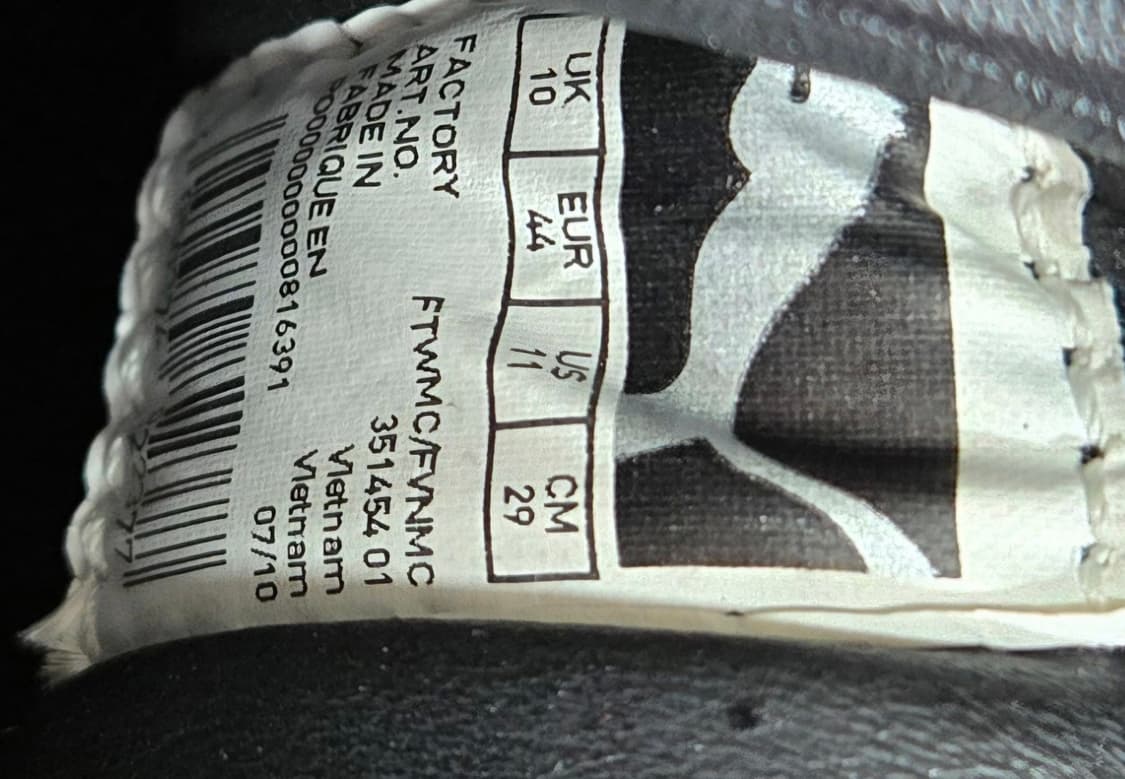 UK EUR US CM
10 44 11 29
FACTORY FTWMC/FVNMC
ART.NO. 351454 01
MADE IN Vietnam
FABRIQUE EN Vietnam
07/10